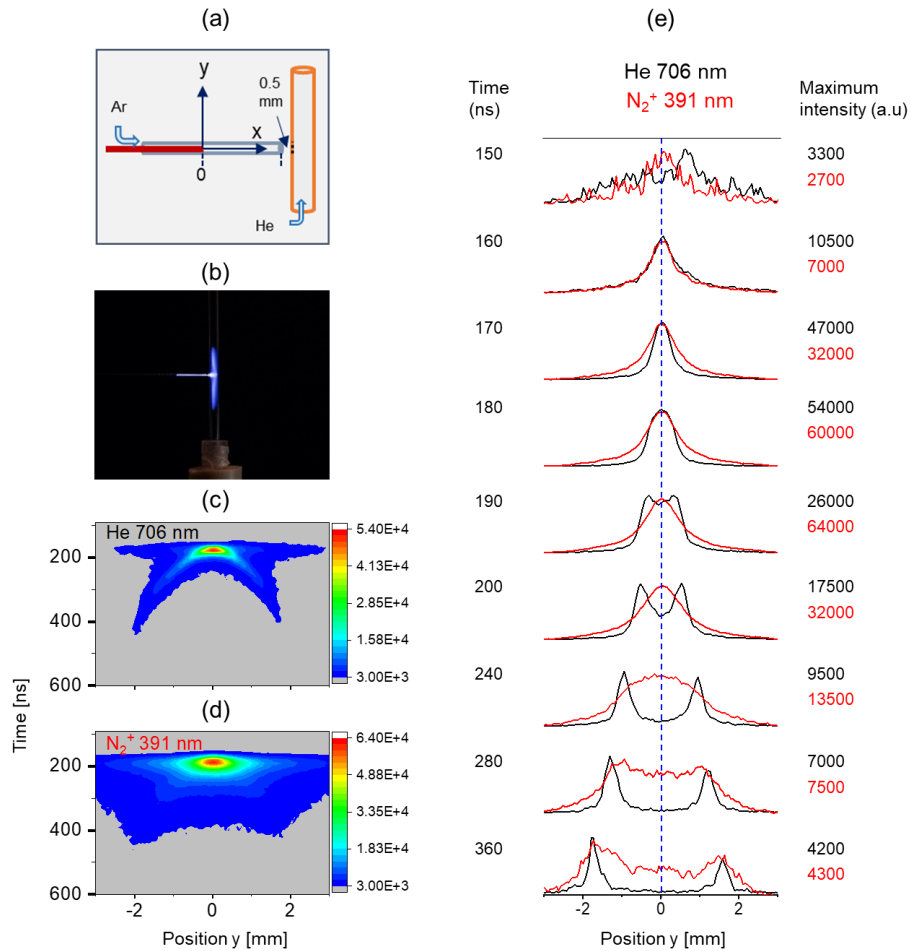 (a)
y
0.5
mm
Ar
x
0
He
(b)
(c)
He 706 nm
200
400
600
5.40E+4
4.13E+4
2.85E+4
1.58E+4
3.00E+3
(d)
N₂⁺ 391 nm
200
400
600
6.40E+4
4.88E+4
3.35E+4
1.83E+4
3.00E+3
Time [ns]
-2 0 2
Position y [mm]
(e)
Time
(ns)
He 706 nm
N₂⁺ 391 nm
Maximum
intensity (a.u)
150
3300
2700
160
10500
7000
170
47000
32000
180
54000
60000
190
26000
64000
200
17500
32000
240
9500
13500
280
7000
7500
360
4200
4300
-2 0 2
Position y [mm]